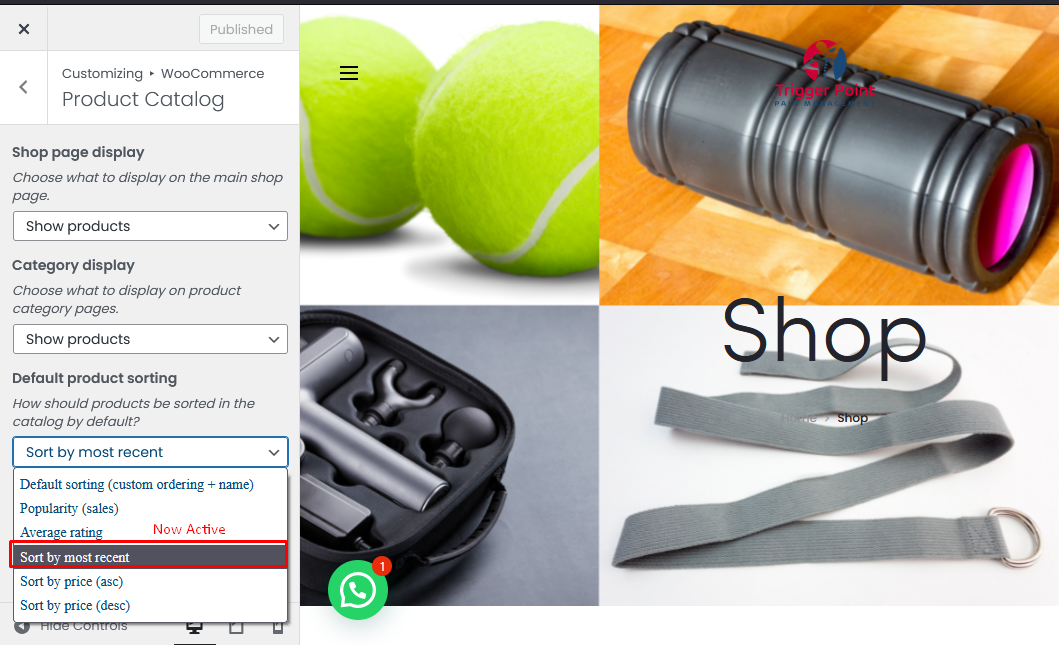 Published
Customizing ▸ WooCommerce
Product Catalog
Shop page display
Choose what to display on the main shop
page.
Show products
Category display
Choose what to display on product
category pages.
Show products
Default product sorting
How should products be sorted in the
catalog by default?
Sort by most recent
Default sorting (custom ordering + name)
Popularity (sales)
Average rating
Now Active
Sort by most recent
Sort by price (asc)
Sort by price (desc)
Hide Controls
Trigger Point
PAIN MANAGEMENT
Shop
Home > Shop
1